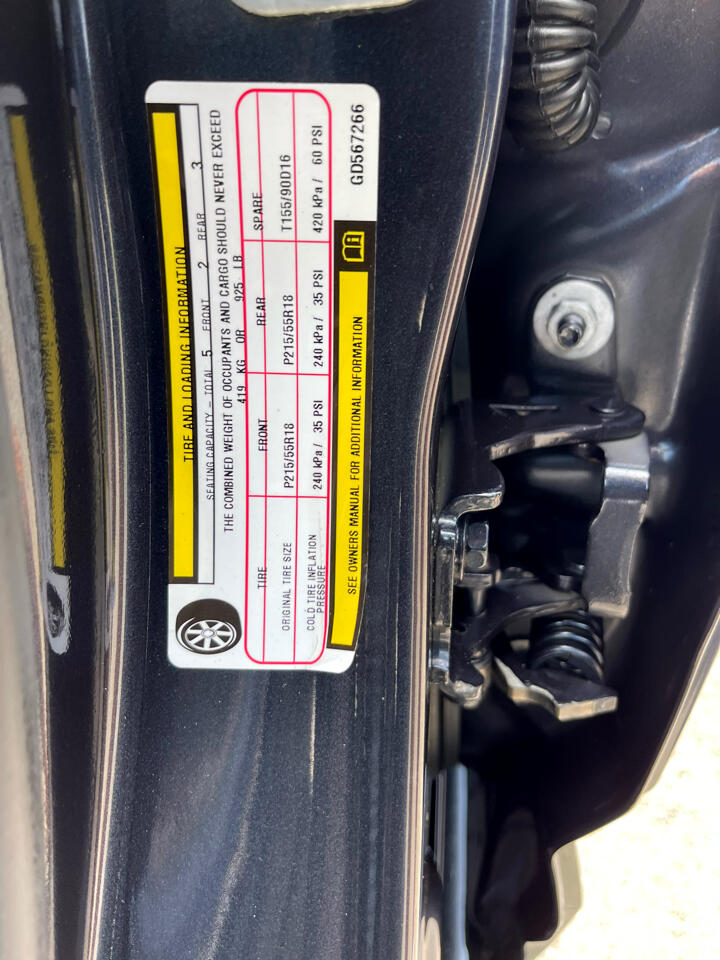 TIRE AND LOADING INFORMATION
SEATING CAPACITY – TOTAL 5 FRONT 2 REAR 3
THE COMBINED WEIGHT OF OCCUPANTS AND CARGO SHOULD NEVER EXCEED
419 KG OR 925 LB
TIRE FRONT REAR SPARE
ORIGINAL TIRE SIZE P215/55R18 P215/55R18 T155/90D16
COLD TIRE INFLATION PRESSURE 240 kPa / 35 PSI 240 kPa / 35 PSI 420 kPa / 60 PSI
SEE OWNERS MANUAL FOR ADDITIONAL INFORMATION
GD567266